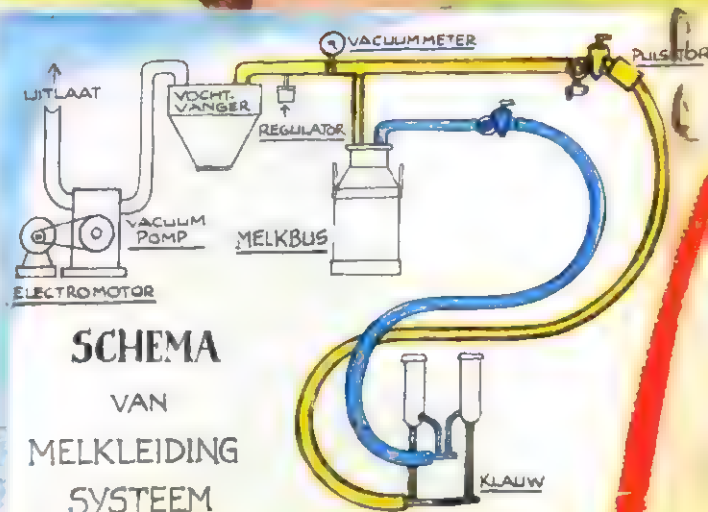 VACUUMMETER
PULSATOR
UITLAAT
VOCHT-
VANGER
REGULATOR
VACUUM
POMP
MELKBUS
ELECTROMOTOR
SCHEMA
VAN
MELKLEIDING
SYSTEEM
KLAUW